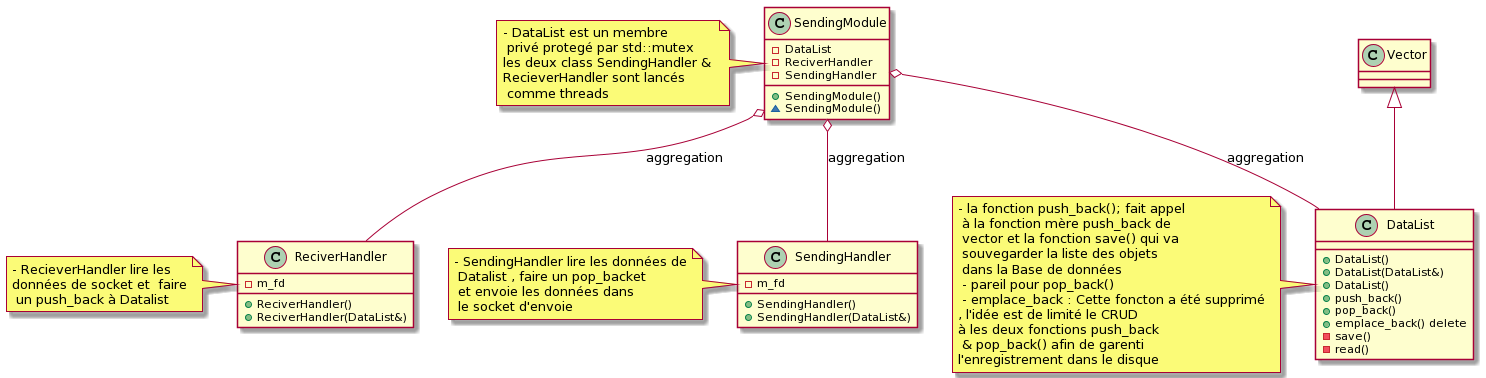 - DataList est un membre
privé protegé par std::mutex
les deux class SendingHandler &
RecieverHandler sont lancés
comme threads
C SendingModule
DataList
ReciverHandler
SendingHandler
SendingModule()
SendingModule()
C Vector
aggregation
aggregation
aggregation
- RecieverHandler lire les
données de socket et  faire
un push_back à Datalist
C ReciverHandler
m_fd
ReciverHandler()
ReciverHandler(DataList&)
- SendingHandler lire les données de
Datalist , faire un pop_backet
et envoie les données dans
le socket d'envoie
C SendingHandler
m_fd
SendingHandler()
SendingHandler(DataList&)
- la fonction push_back(); fait appel
à la fonction mère push_back de
vector et la fonction save() qui va
souvegarder la liste des objets
dans la Base de données
- pareil pour pop_back()
- emplace_back : Cette foncton a été supprimé
, l'idée est de limité le CRUD
à les deux fonctions push_back
& pop_back() afin de garenti
l'enregistrement dans le disque
C DataList
DataList()
DataList(DataList&)
DataList()
push_back()
pop_back()
emplace_back() delete
save()
read()